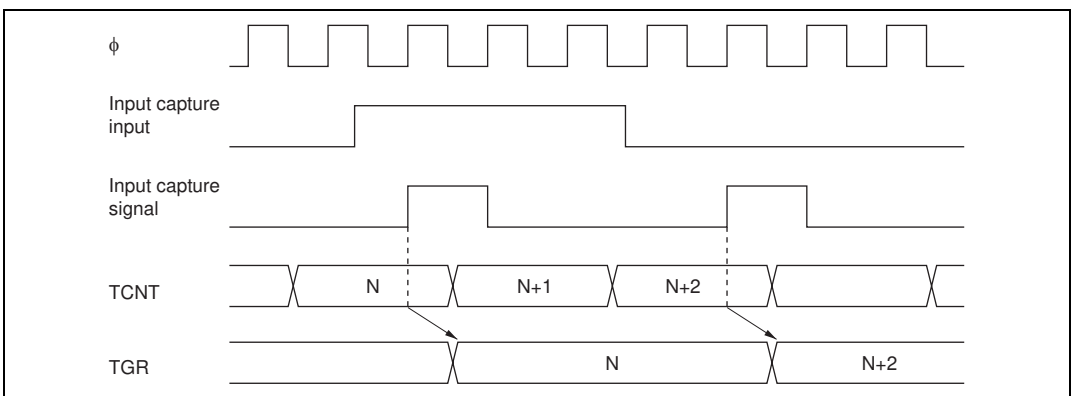 ϕ
Input capture
input
Input capture
signal
TCNT N N+1 N+2
TGR N N+2